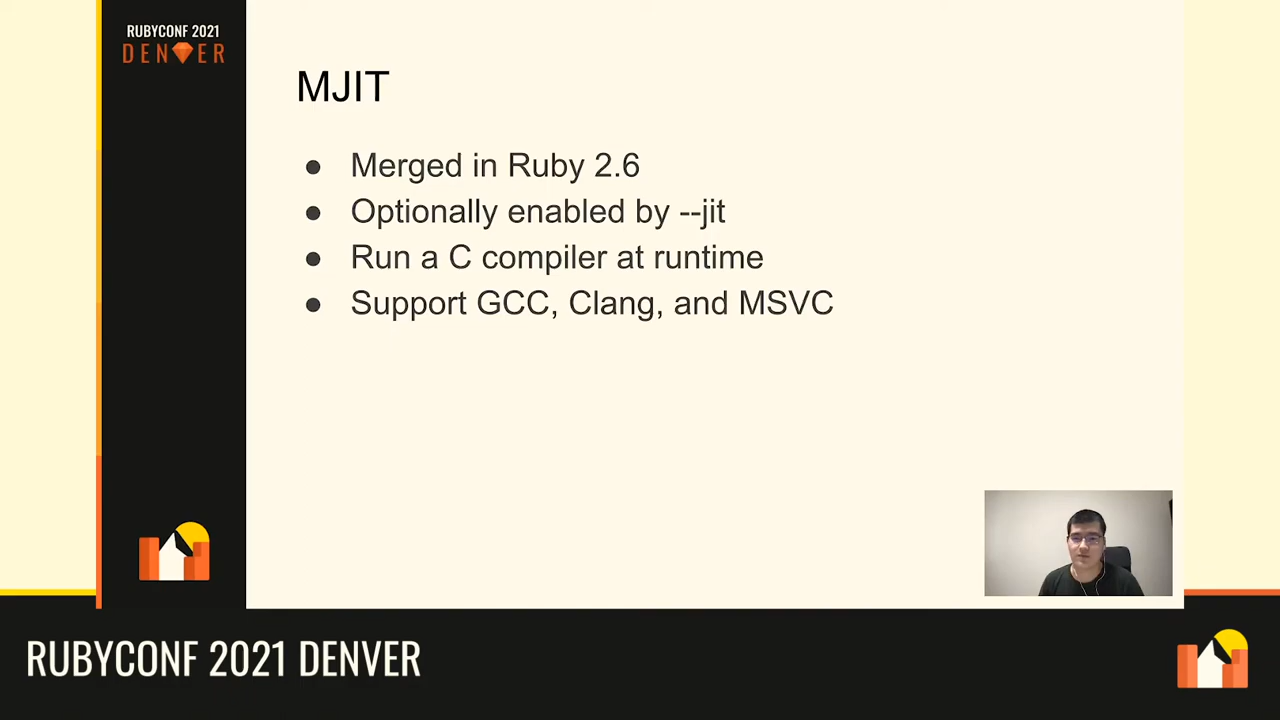 RUBYCONF 2021
DENVER
MJIT
● Merged in Ruby 2.6
● Optionally enabled by --jit
● Run a C compiler at runtime
● Support GCC, Clang, and MSVC
RUBYCONF 2021 DENVER